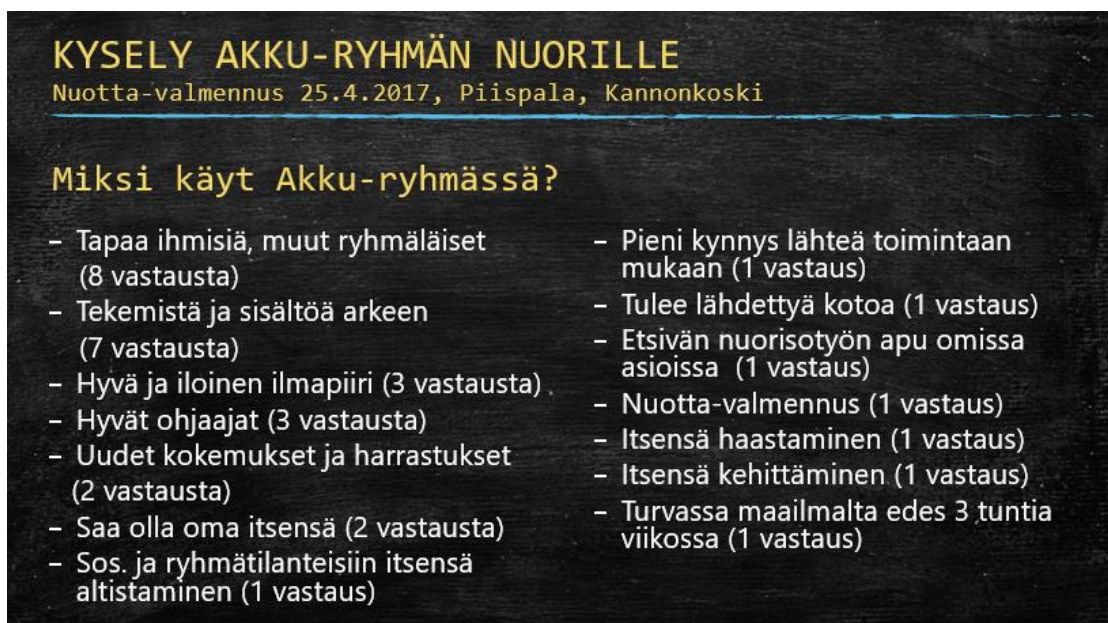 KYSELY AKKU-RYHMÄN NUORILLE
Nuotta-valmennus 25.4.2017, Piispala, Kannonkoski
Miksi käyt Akku-ryhmässä?
– Tapaa ihmisiä, muut ryhmäläiset
(8 vastausta)
– Tekemistä ja sisältöä arkeen
(7 vastausta)
– Hyvä ja iloinen ilmapiiri (3 vastausta)
– Hyvät ohjaajat (3 vastausta)
– Uudet kokemukset ja harrastukset
(2 vastausta)
– Saa olla oma itsensä (2 vastausta)
– Sos. ja ryhmätilanteisiin itsensä
altistaminen (1 vastaus)
– Pieni kynnys lähteä toimintaan
mukaan (1 vastaus)
– Tulee lähdettyä kotoa (1 vastaus)
– Etsivän nuorisotyön apu omissa
asioissa (1 vastaus)
– Nuotta-valmennus (1 vastaus)
– Itsensä haastaminen (1 vastaus)
– Itsensä kehittäminen (1 vastaus)
– Turvassa maailmalta edes 3 tuntia
viikossa (1 vastaus)